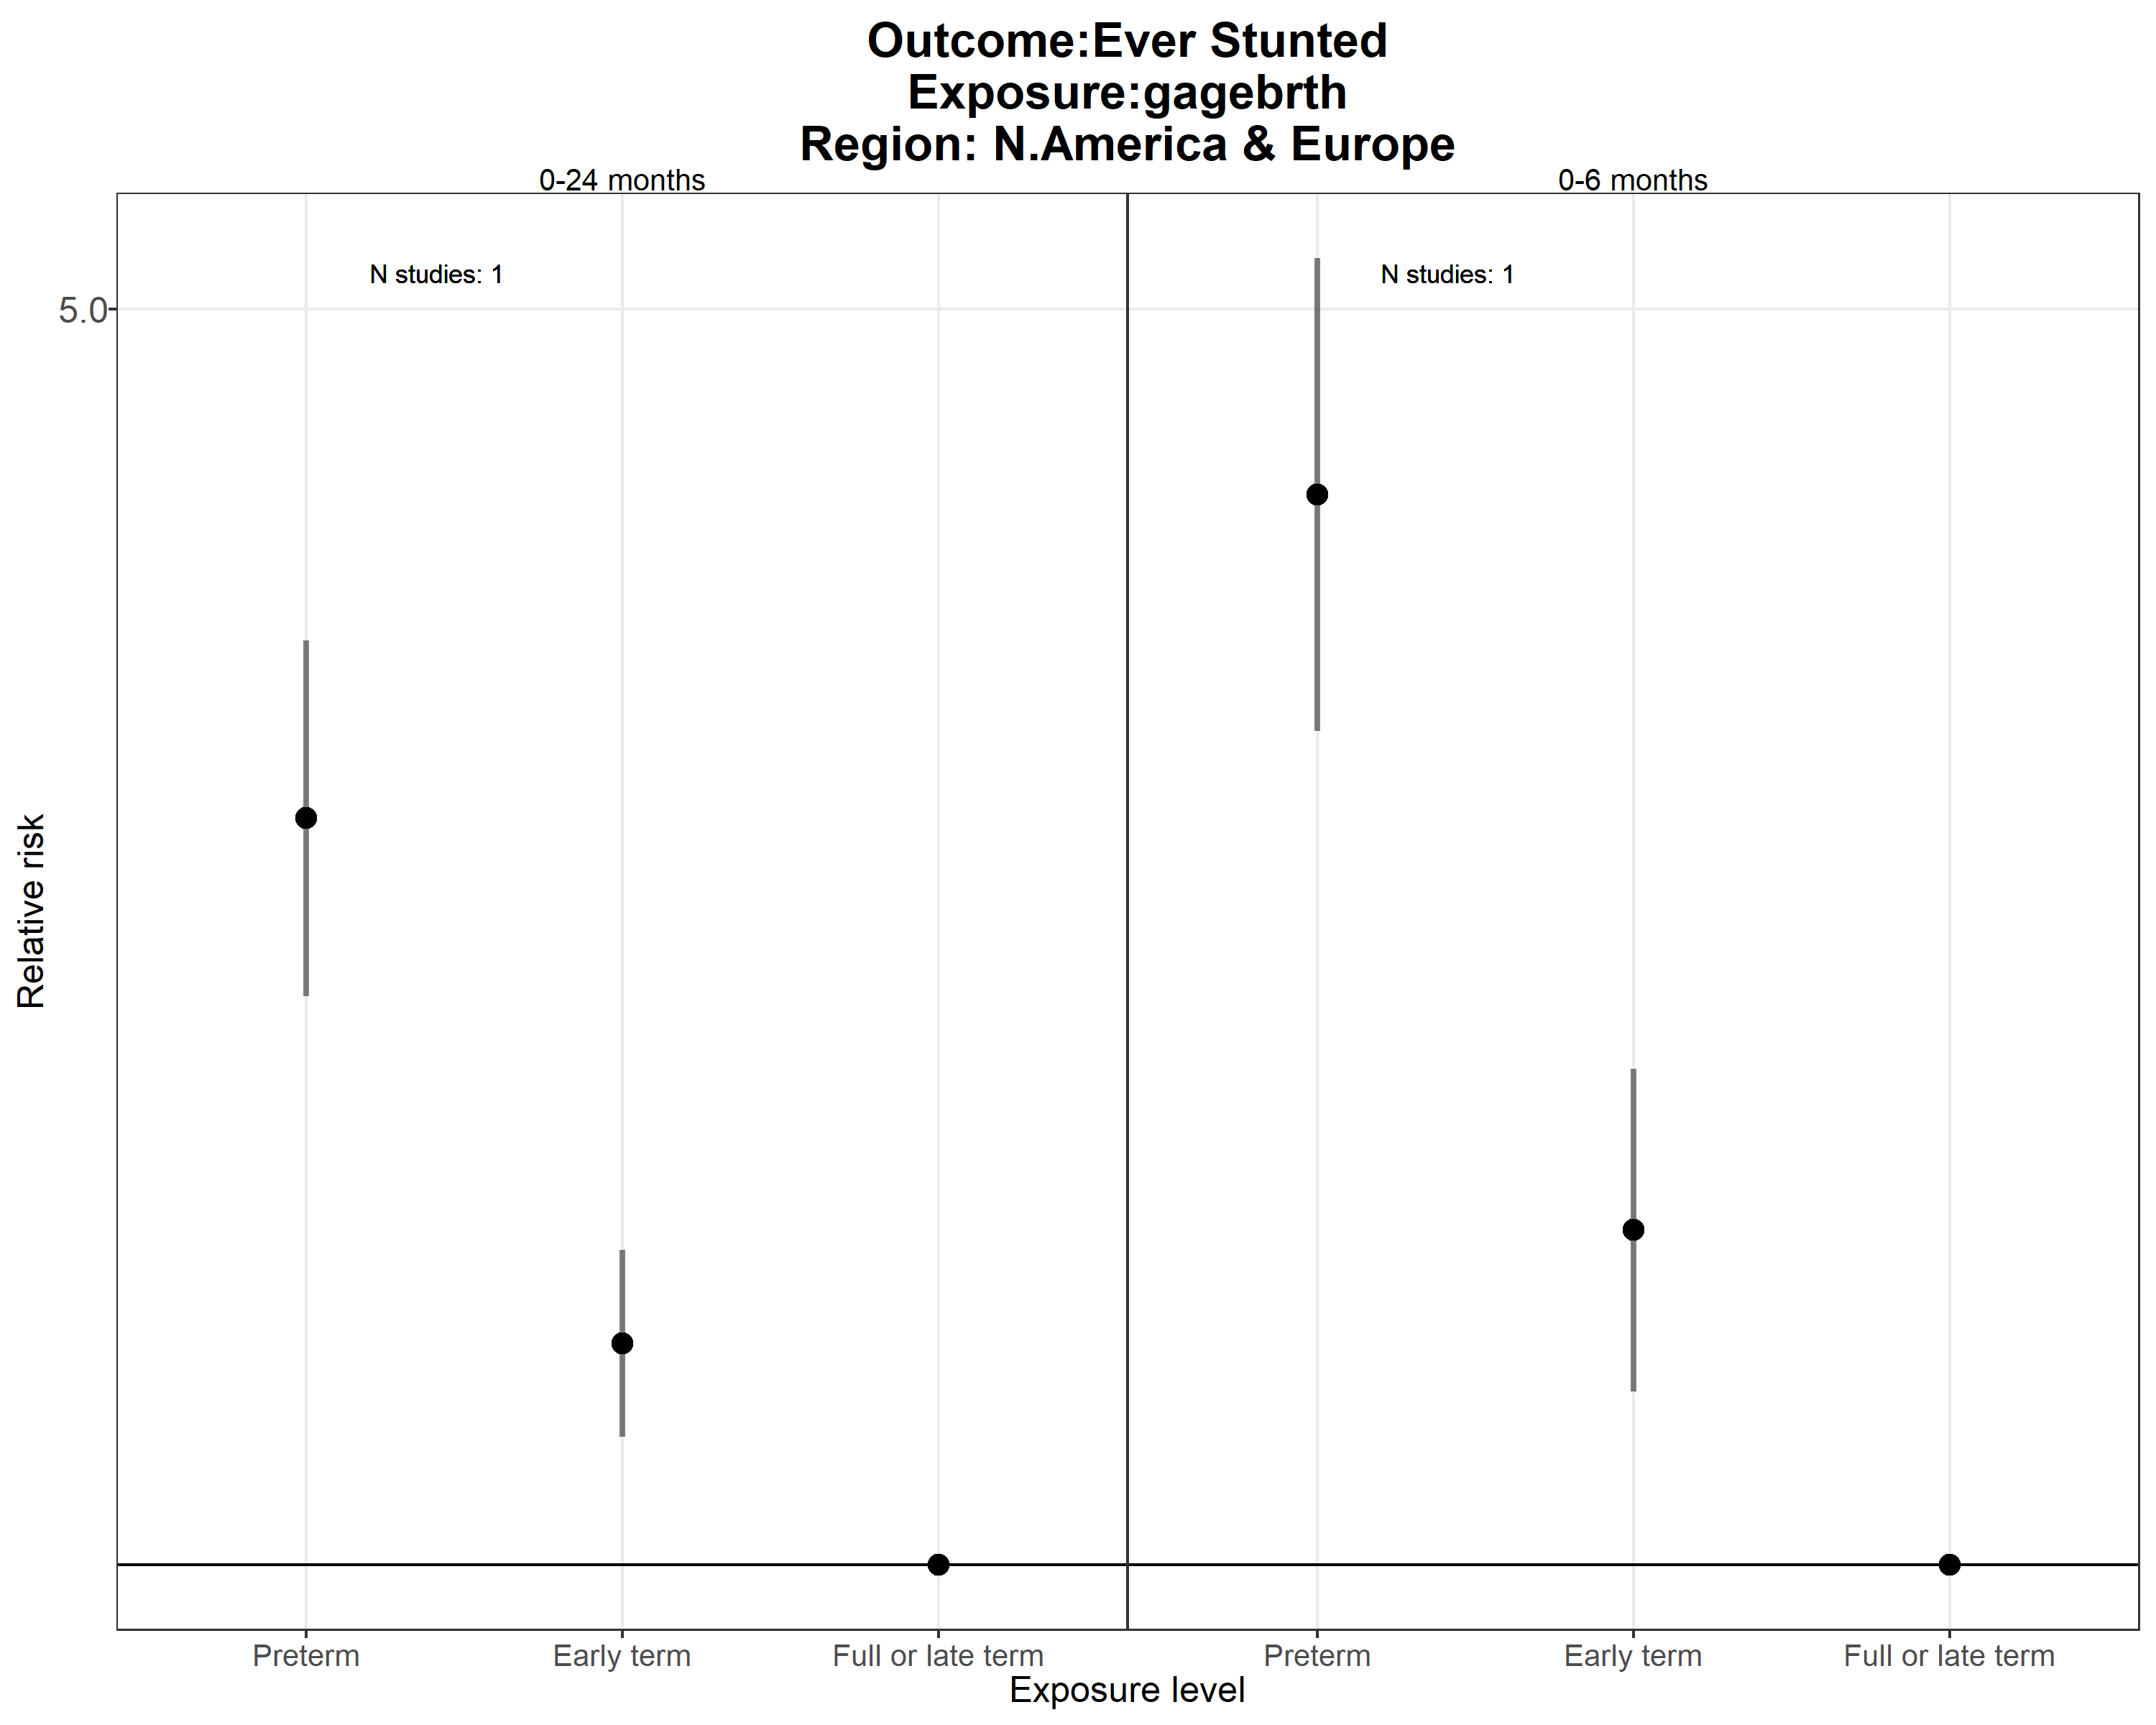 Outcome:Ever Stunted
Exposure:gagebrth
Region: N.America & Europe
0-24 months
0-6 months
N studies: 1
N studies: 1
5.0
Relative risk
Preterm
Early term
Full or late term
Preterm
Early term
Full or late term
Exposure level